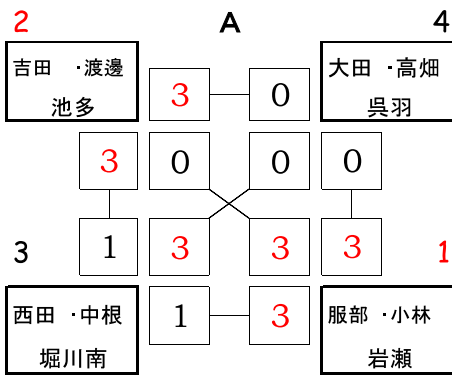 2 A 4
吉田 ・渡邊 大田 ・高畑
池多 呉羽
3 0
3 0 0 0
1 3 3 3
3 1
西田 ・中根 1 3 服部 ・小林
堀川南 岩瀬